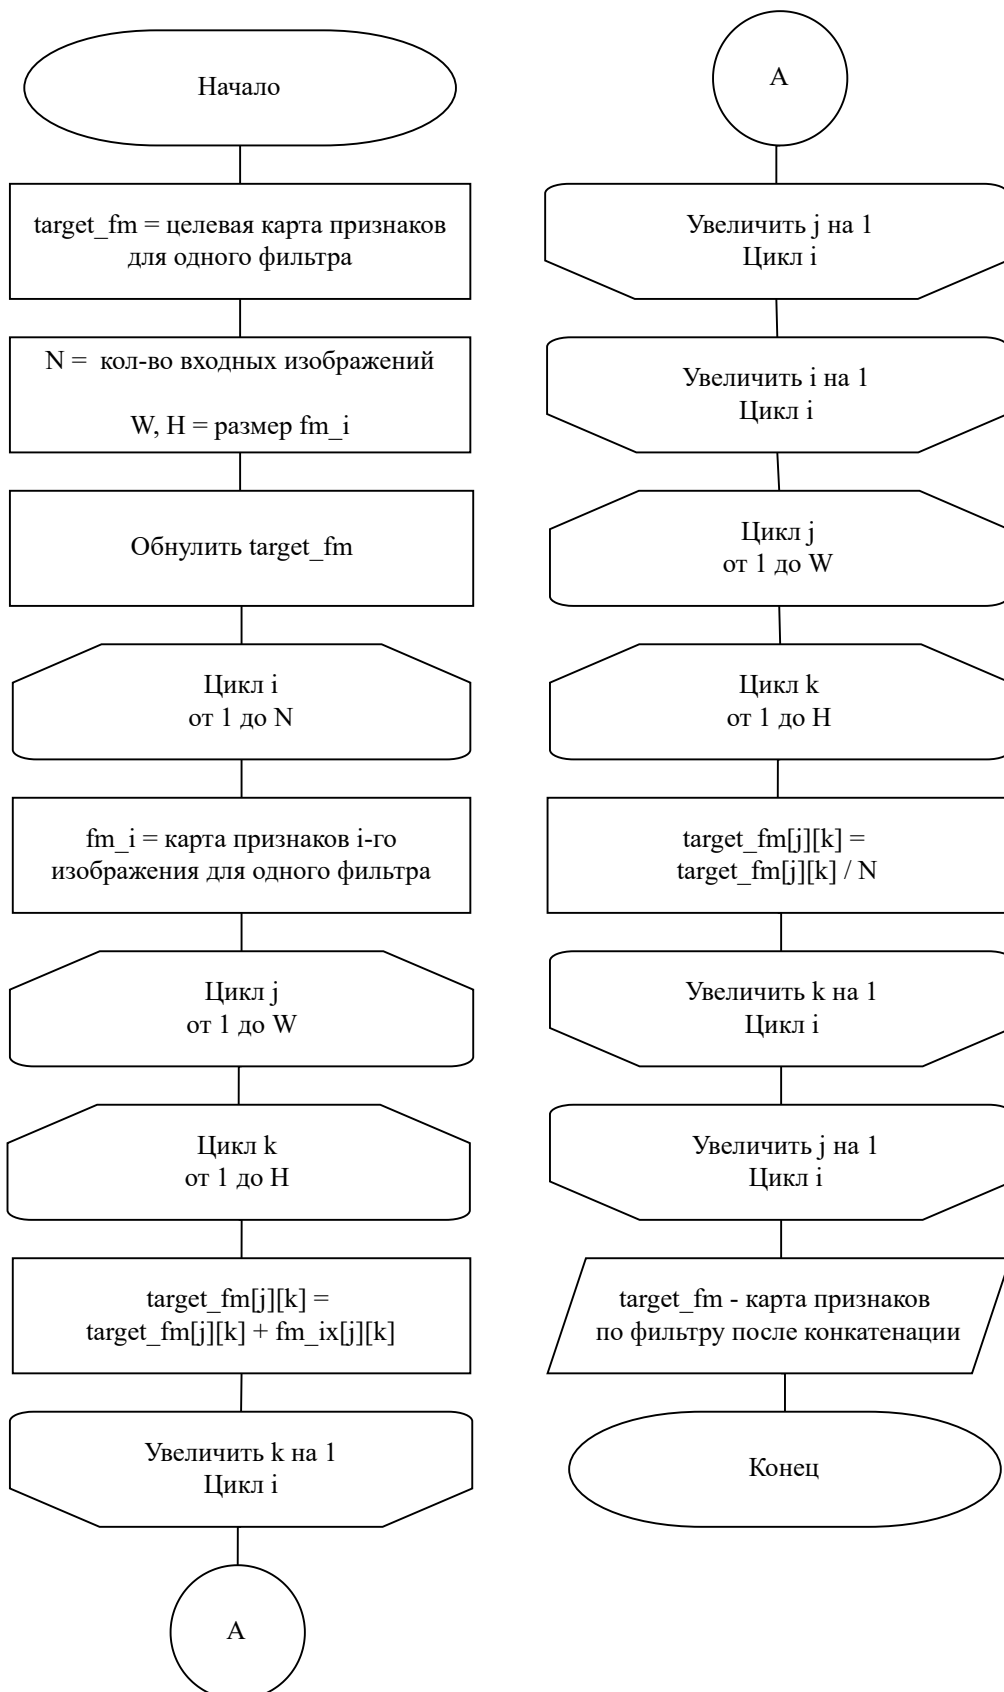 Начало
target_fm = целевая карта признаков
для одного фильтра
N =  кол-во входных изображений
W, H = размер fm_i
Обнулить target_fm
Цикл i
от 1 до N
fm_i = карта признаков i-го
изображения для одного фильтра
Цикл j
от 1 до W
Цикл k
от 1 до H
target_fm[j][k] =
target_fm[j][k] + fm_ix[j][k]
Увеличить k на 1
Цикл i
А
А
Увеличить j на 1
Цикл i
Увеличить i на 1
Цикл i
Цикл j
от 1 до W
Цикл k
от 1 до H
target_fm[j][k] =
target_fm[j][k] / N
Увеличить k на 1
Цикл i
Увеличить j на 1
Цикл i
target_fm - карта признаков
по фильтру после конкатенации
Конец